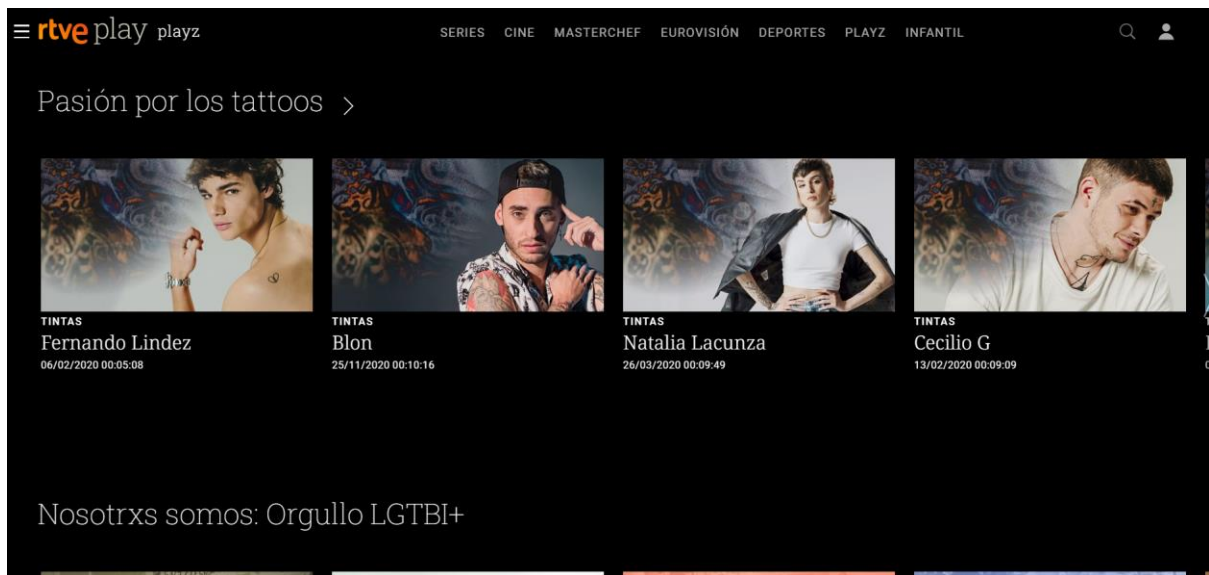 rtve play playz
SERIES CINE MASTERCHEF EUROVISIÓN DEPORTES PLAYZ INFANTIL
Pasión por los tattoos
TINTAS
Fernando Lindez
06/02/2020 00:05:08
TINTAS
Blon
25/11/2020 00:10:16
TINTAS
Natalia Lacunza
26/03/2020 00:09:49
TINTAS
Cecilio G
13/02/2020 00:09:09
Nosotrxs somos: Orgullo LGTBI+